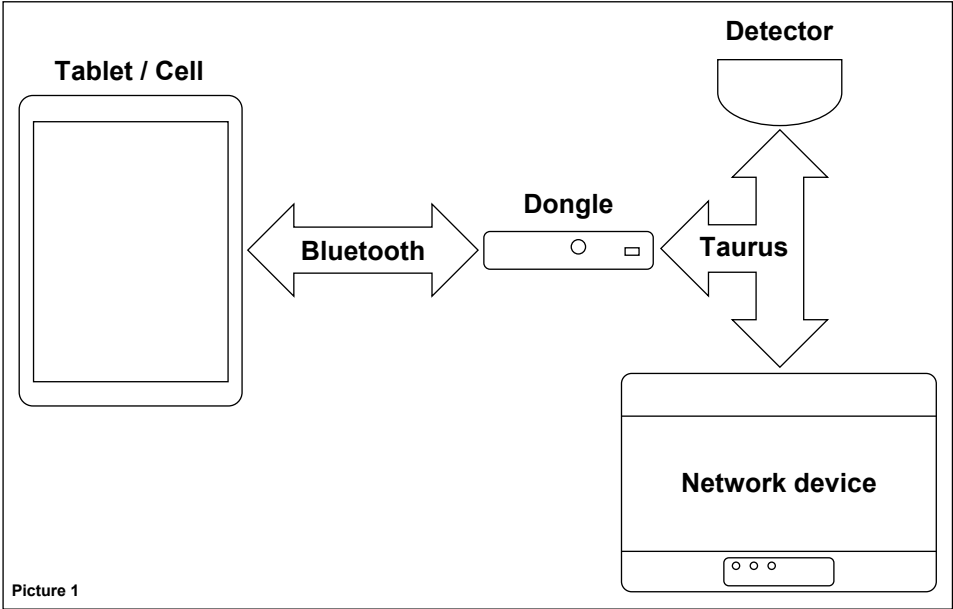 Detector
Tablet / Cell
Dongle
Bluetooth
Taurus
Network device
Picture 1